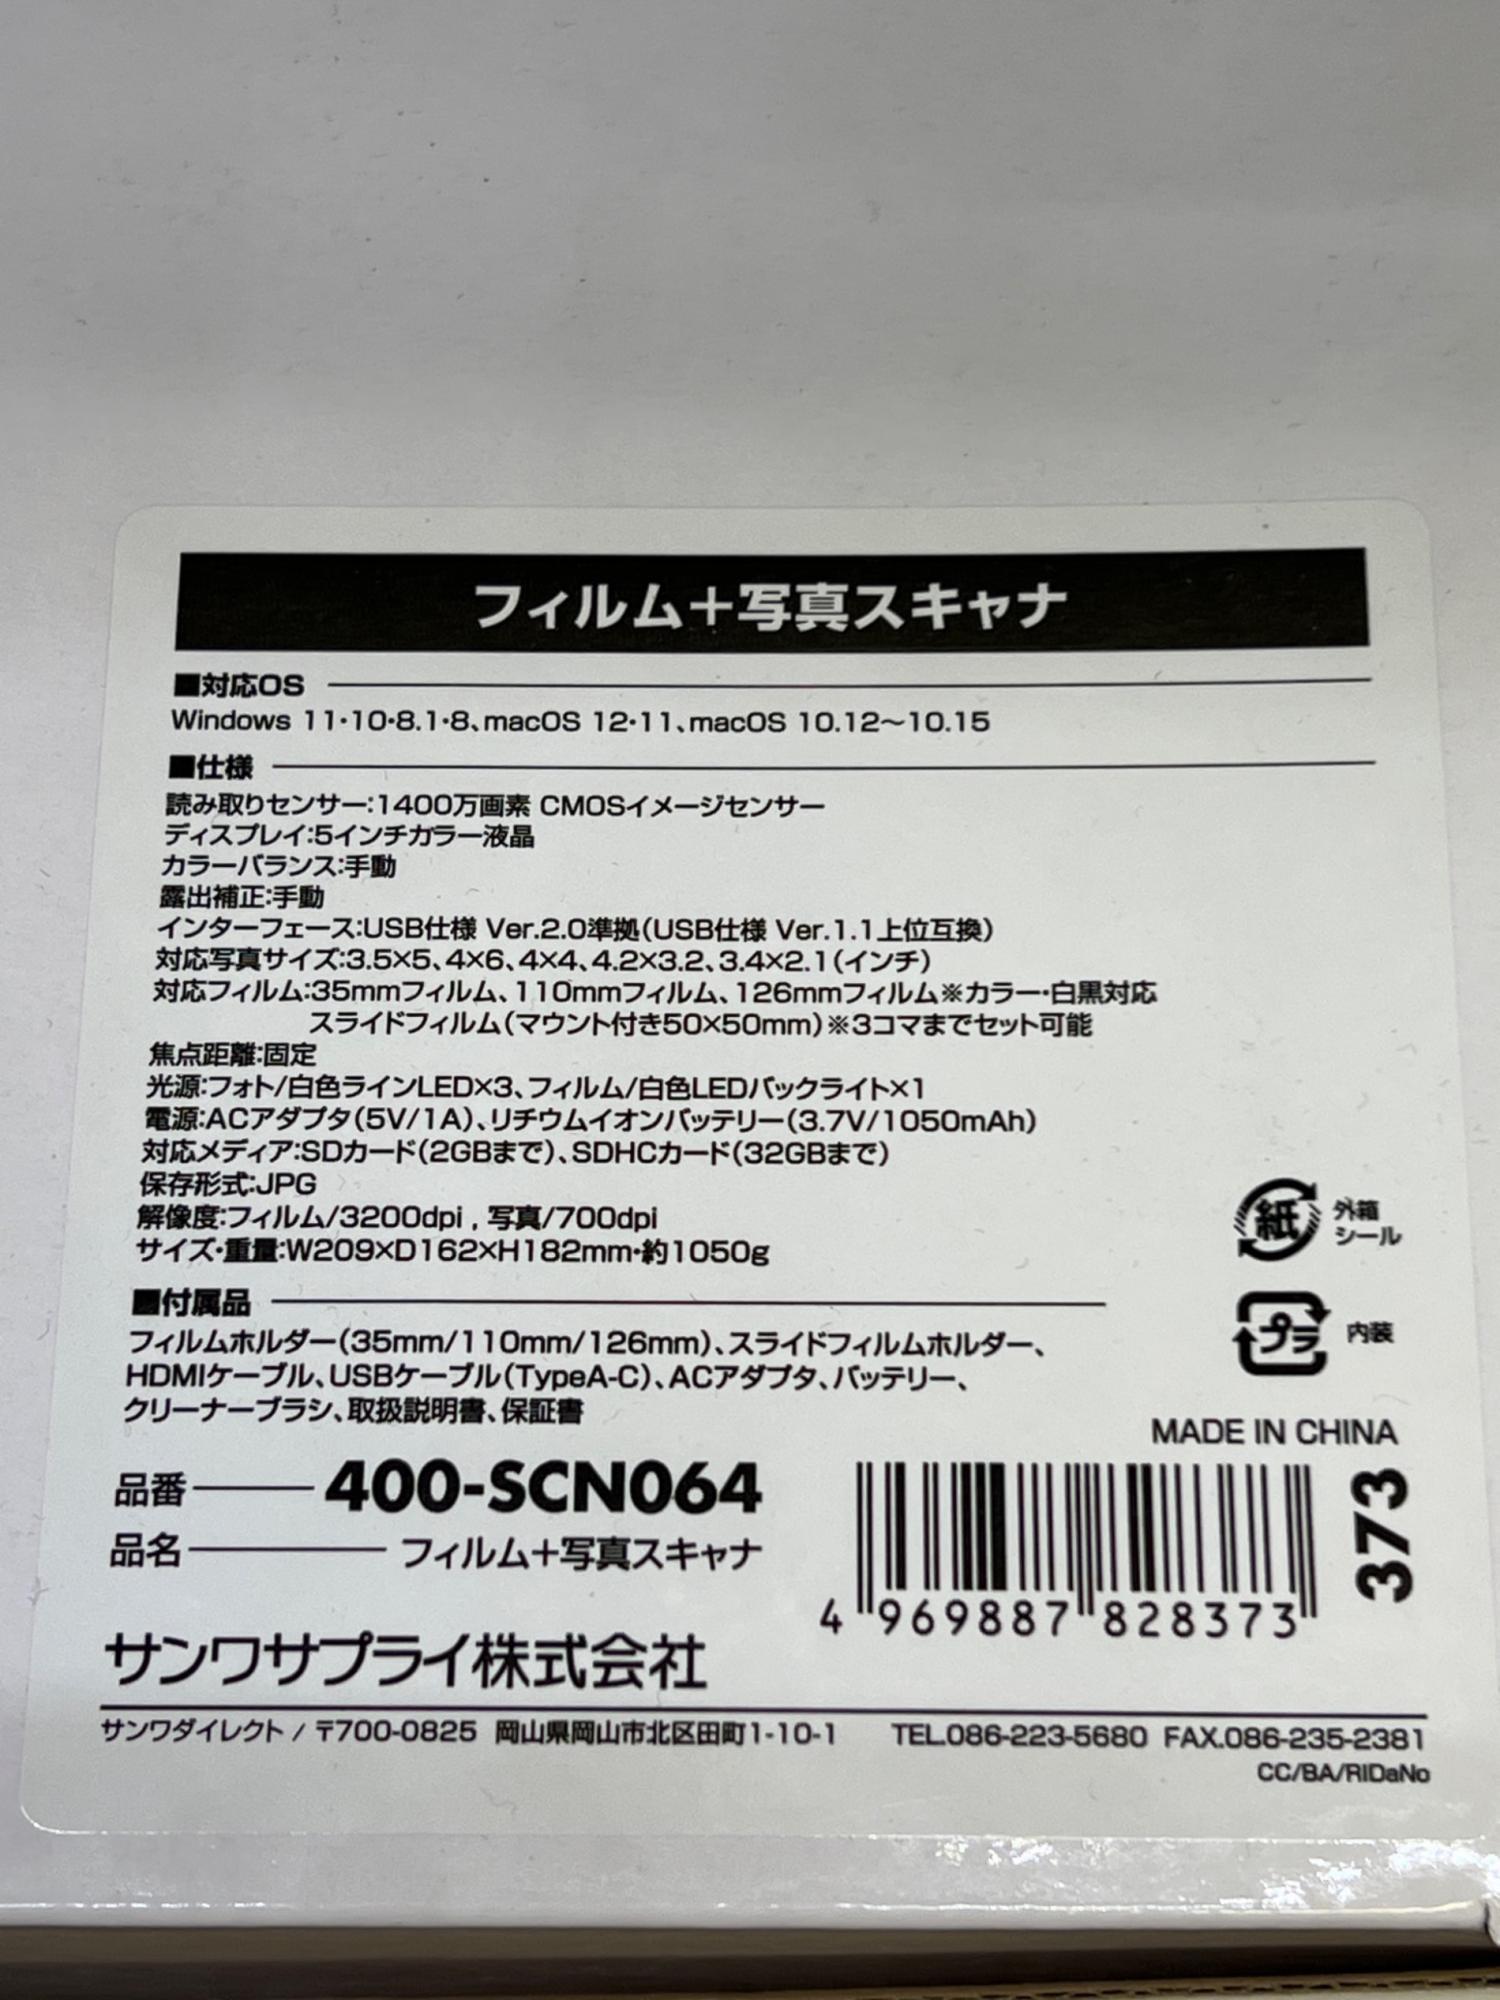 フィルム+写真スキャナ
■対応OS
Windows 11・10・8.1・8、macOS 12・11、macOS 10.12〜10.15
■仕様
読み取りセンサー:1400万画素 CMOSイメージセンサー
ディスプレイ:5インチカラー液晶
カラーバランス:手動
露出補正:手動
インターフェース:USB仕様 Ver.2.0準拠(USB仕様 Ver.1.1上位互換)
対応写真サイズ:3.5×5、4×6、4×4、4.2×3.2、3.4×2.1(インチ)
対応フィルム:35mmフィルム、110mmフィルム、126mmフィルム※カラー・白黒対応
スライドフィルム(マウント付き50×50mm)※3コマまでセット可能
焦点距離:固定
光源:フォト/白色ラインLED×3、フィルム/白色LEDバックライト×1
電源:ACアダプタ(5V/1A)、リチウムイオンバッテリー(3.7V/1050mAh)
対応メディア:SDカード(2GBまで)、SDHCカード(32GBまで)
保存形式:JPG
解像度:フィルム/3200dpi , 写真/700dpi
サイズ・重量:W209×D162×H182mm・約1050g
紙 外箱
シール
プラ 内装
■付属品
フィルムホルダー(35mm/110mm/126mm)、スライドフィルムホルダー、
HDMIケーブル、USBケーブル(TypeA-C)、ACアダプタ、バッテリー、
クリーナーブラシ、取扱説明書、保証書
MADE IN CHINA
品番 400-SCN064
品名 フィルム+写真スキャナ
373
4 969887 828373
サンワサプライ株式会社
サンワダイレクト / 〒700-0825 岡山県岡山市北区田町1-10-1 TEL.086-223-5680 FAX.086-235-2381
CC/BA/RIDaNo